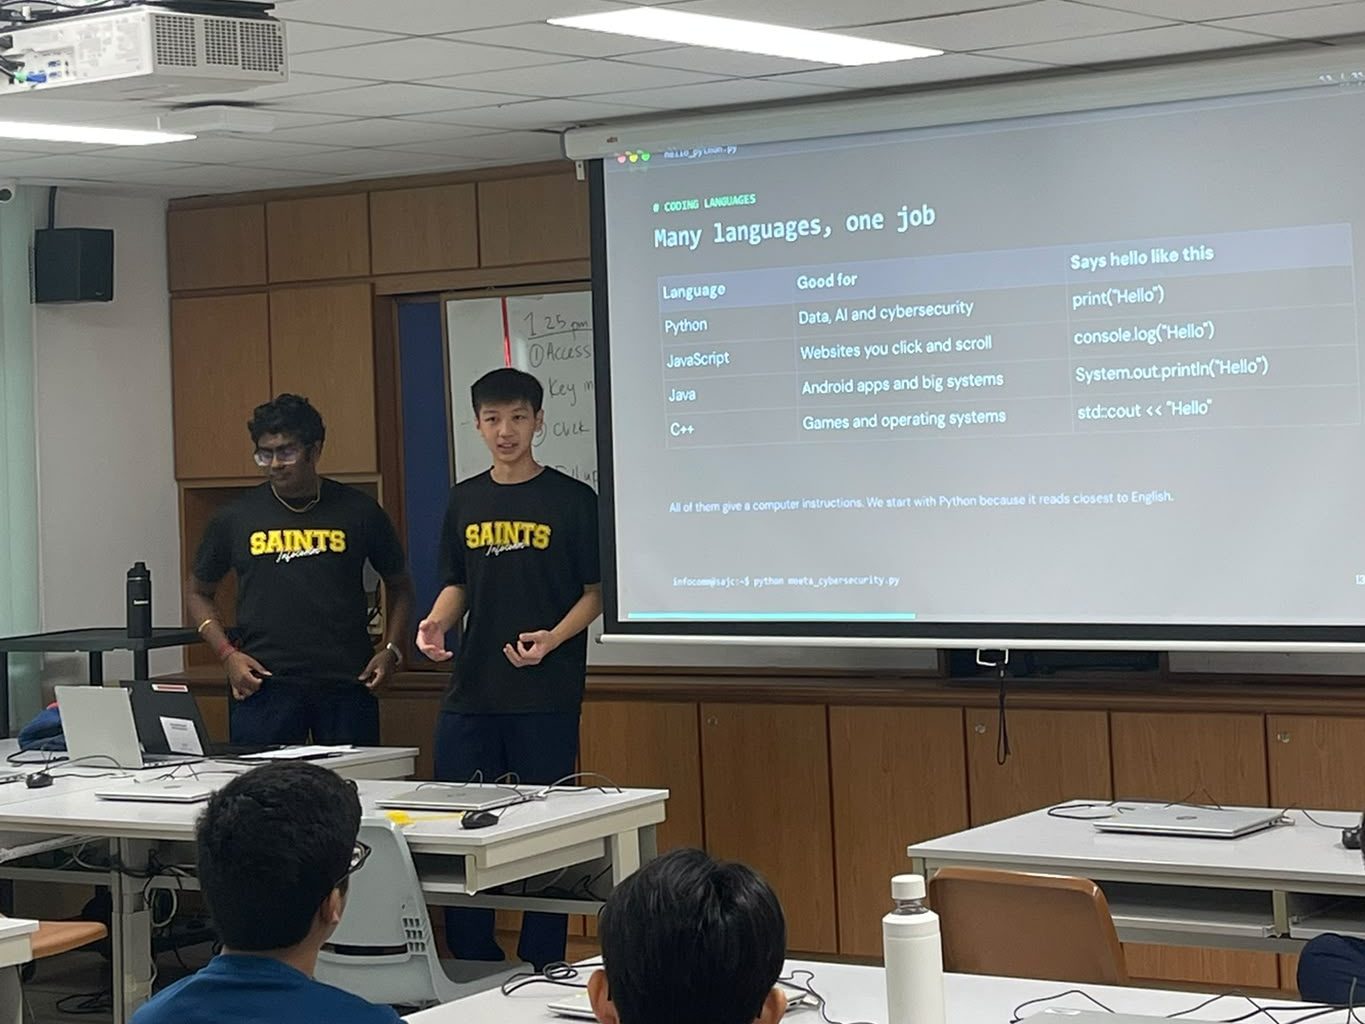 hello_python.py
# CODING LANGUAGES
Many languages, one job
Language Good for Says hello like this
Python Data, AI and cybersecurity print("Hello")
JavaScript Websites you click and scroll console.log("Hello")
Java Android apps and big systems System.out.println("Hello")
C++ Games and operating systems std::cout << "Hello"
All of them give a computer instructions. We start with Python because it reads closest to English.
infocomm@sajc:~$ python meets_cybersecurity.py
13
1 25 pm
① Access
Key
Click
SAINTS
Infocomm
SAINTS
Infocomm